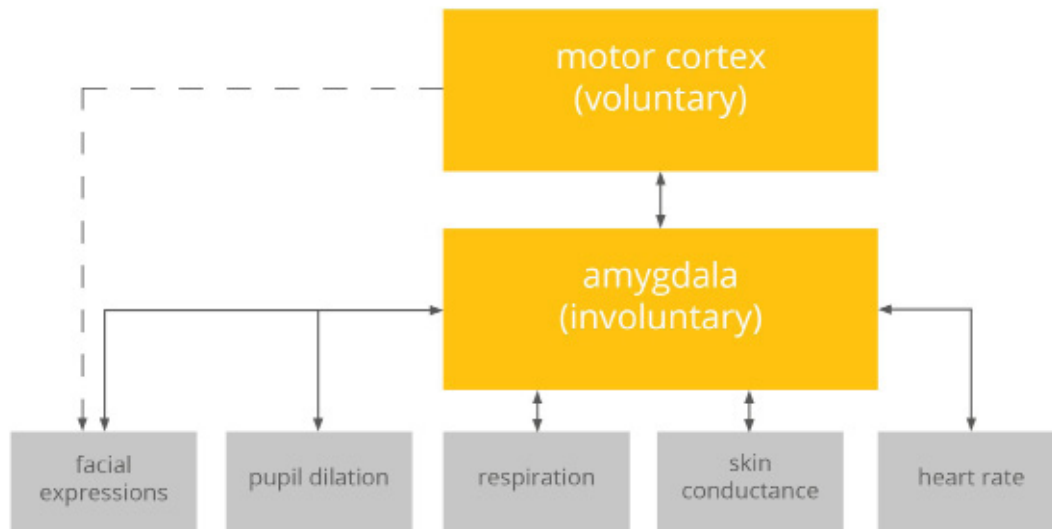 motor cortex
(voluntary)
amygdala
(involuntary)
facial
expressions
pupil dilation
respiration
skin
conductance
heart rate